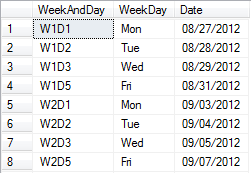 WeekAndDay WeekDay Date
1 W1D1 Mon 08/27/2012
2 W1D2 Tue 08/28/2012
3 W1D3 Wed 08/29/2012
4 W1D5 Fri 08/31/2012
5 W2D1 Mon 09/03/2012
6 W2D2 Tue 09/04/2012
7 W2D3 Wed 09/05/2012
8 W2D5 Fri 09/07/2012